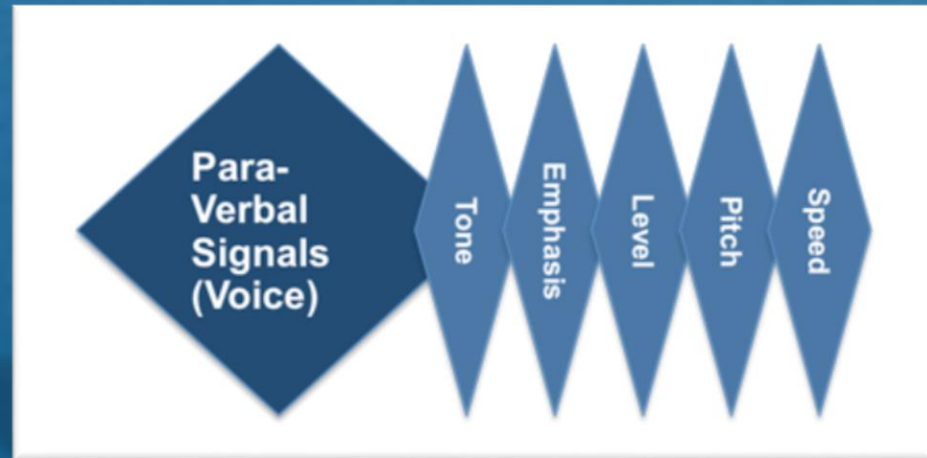 Para-
Verbal
Signals
(Voice)
Tone
Emphasis
Level
Pitch
Speed